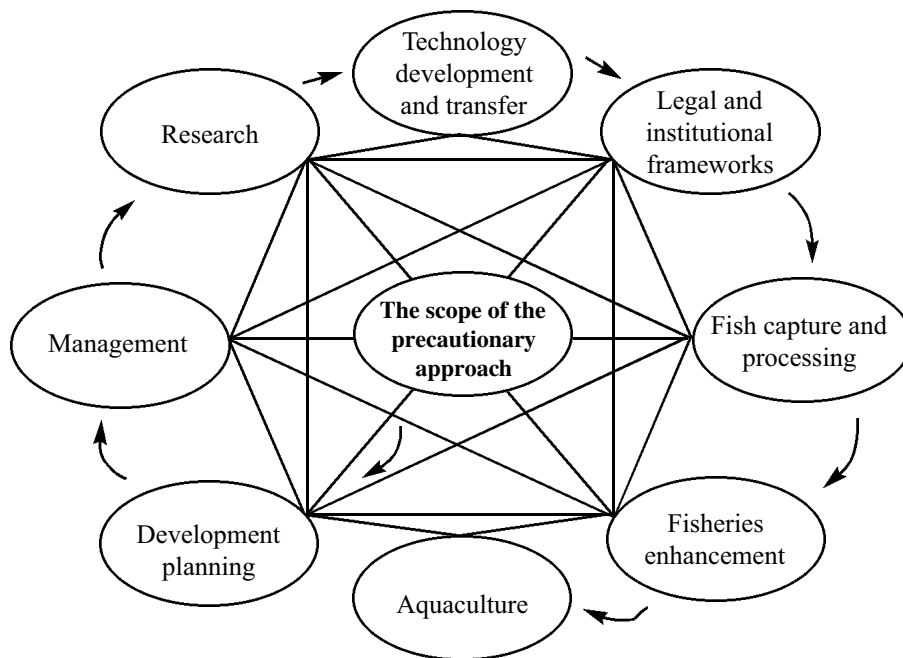 Technology
development
and transfer
Legal and
institutional
frameworks
Fish capture and
processing
Fisheries
enhancement
Aquaculture
Development
planning
Management
Research
The scope of the
precautionary
approach